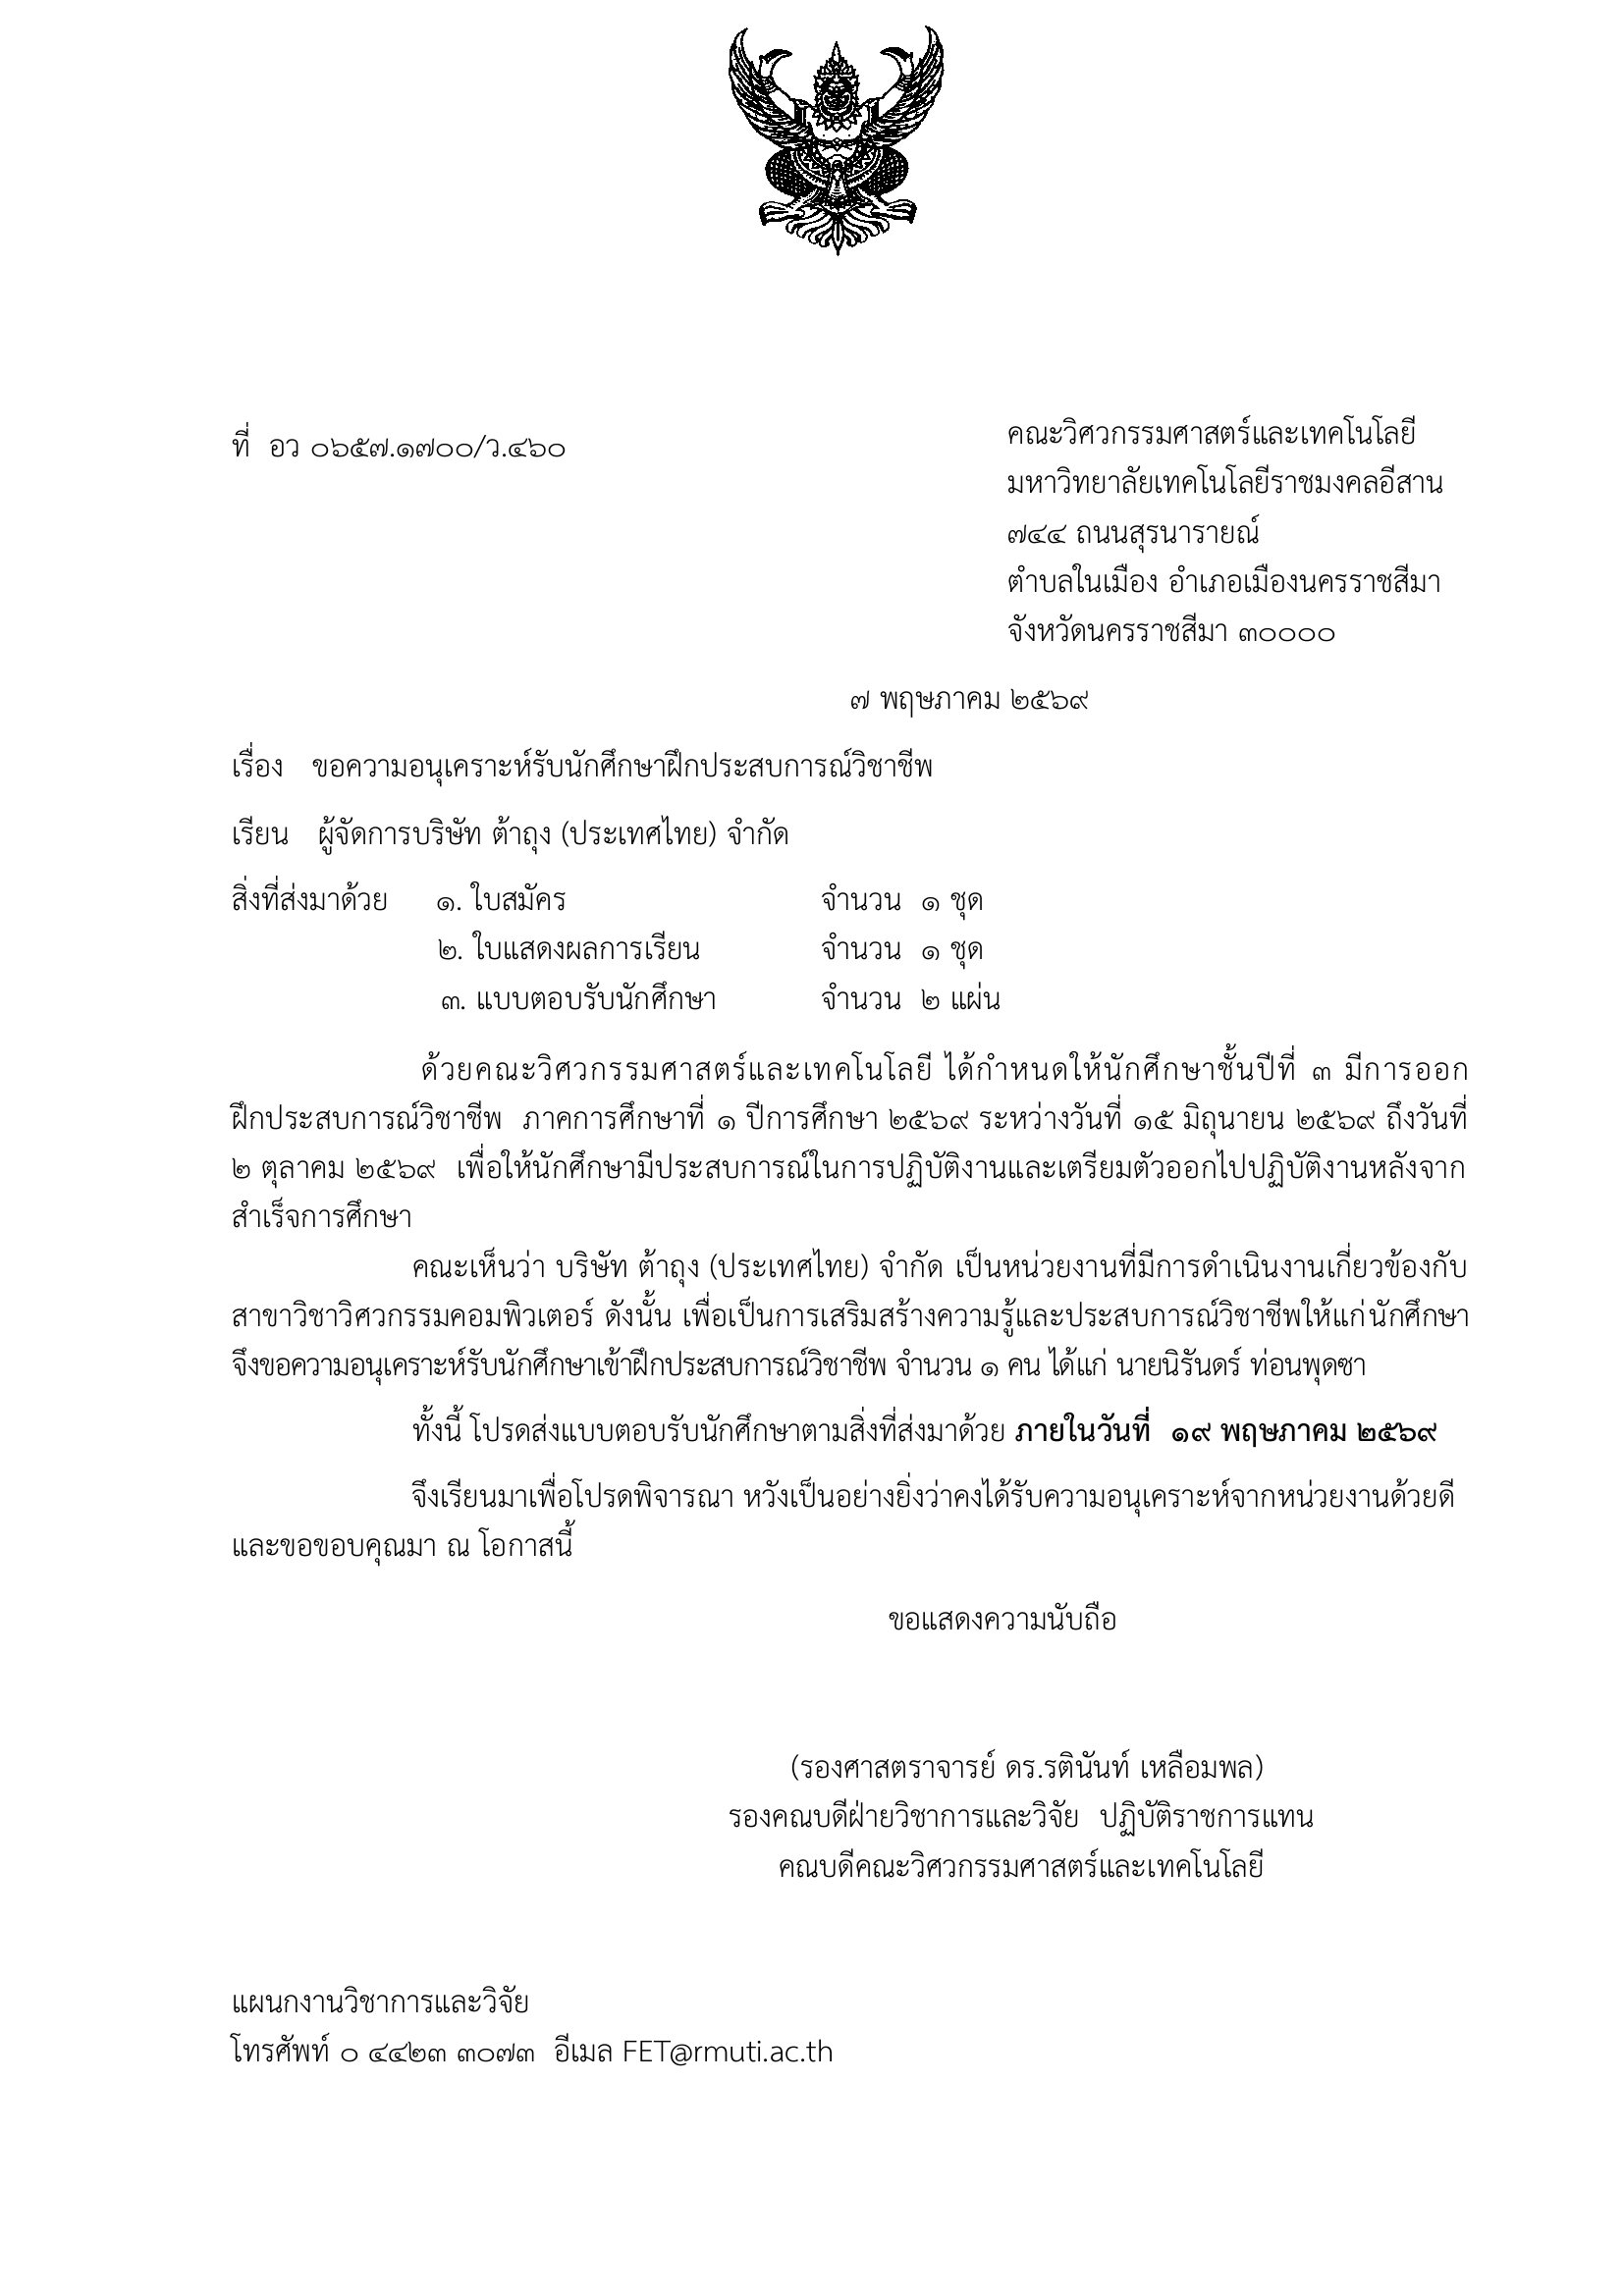 ที่  อว ๐๖๕๗.๑๗๐๐/ว.๔๖๐
คณะวิศวกรรมศาสตร์และเทคโนโลยี
มหาวิทยาลัยเทคโนโลยีราชมงคลอีสาน
๗๔๔ ถนนสุรนารายณ์
ตำบลในเมือง อำเภอเมืองนครราชสีมา
จังหวัดนครราชสีมา ๓๐๐๐๐
๗ พฤษภาคม ๒๕๖๙
เรื่อง   ขอความอนุเคราะห์รับนักศึกษาฝึกประสบการณ์วิชาชีพ
เรียน   ผู้จัดการบริษัท ต้าถุง (ประเทศไทย) จำกัด
สิ่งที่ส่งมาด้วย   ๑. ใบสมัคร   จำนวน  ๑ ชุด
๒. ใบแสดงผลการเรียน   จำนวน  ๑ ชุด
๓. แบบตอบรับนักศึกษา   จำนวน  ๒ แผ่น
ด้วยคณะวิศวกรรมศาสตร์และเทคโนโลยี ได้กำหนดให้นักศึกษาชั้นปีที่ ๓ มีการออก
ฝึกประสบการณ์วิชาชีพ  ภาคการศึกษาที่ ๑ ปีการศึกษา ๒๕๖๙ ระหว่างวันที่ ๑๕ มิถุนายน ๒๕๖๙ ถึงวันที่
๒ ตุลาคม ๒๕๖๙  เพื่อให้นักศึกษามีประสบการณ์ในการปฏิบัติงานและเตรียมตัวออกไปปฏิบัติงานหลังจาก
สำเร็จการศึกษา
คณะเห็นว่า บริษัท ต้าถุง (ประเทศไทย) จำกัด เป็นหน่วยงานที่มีการดำเนินงานเกี่ยวข้องกับ
สาขาวิชาวิศวกรรมคอมพิวเตอร์ ดังนั้น เพื่อเป็นการเสริมสร้างความรู้และประสบการณ์วิชาชีพให้แก่นักศึกษา
จึงขอความอนุเคราะห์รับนักศึกษาเข้าฝึกประสบการณ์วิชาชีพ จำนวน ๑ คน ได้แก่ นายนิรันดร์ ท่อนพุดซา
ทั้งนี้ โปรดส่งแบบตอบรับนักศึกษาตามสิ่งที่ส่งมาด้วย ภายในวันที่  ๑๙ พฤษภาคม ๒๕๖๙
จึงเรียนมาเพื่อโปรดพิจารณา หวังเป็นอย่างยิ่งว่าคงได้รับความอนุเคราะห์จากหน่วยงานด้วยดี
และขอขอบคุณมา ณ โอกาสนี้
ขอแสดงความนับถือ
(รองศาสตราจารย์ ดร.รตินันท์ เหลือมพล)
รองคณบดีฝ่ายวิชาการและวิจัย  ปฏิบัติราชการแทน
คณบดีคณะวิศวกรรมศาสตร์และเทคโนโลยี
แผนกงานวิชาการและวิจัย
โทรศัพท์ ๐ ๔๔๒๓ ๓๐๗๓  อีเมล FET@rmuti.ac.th